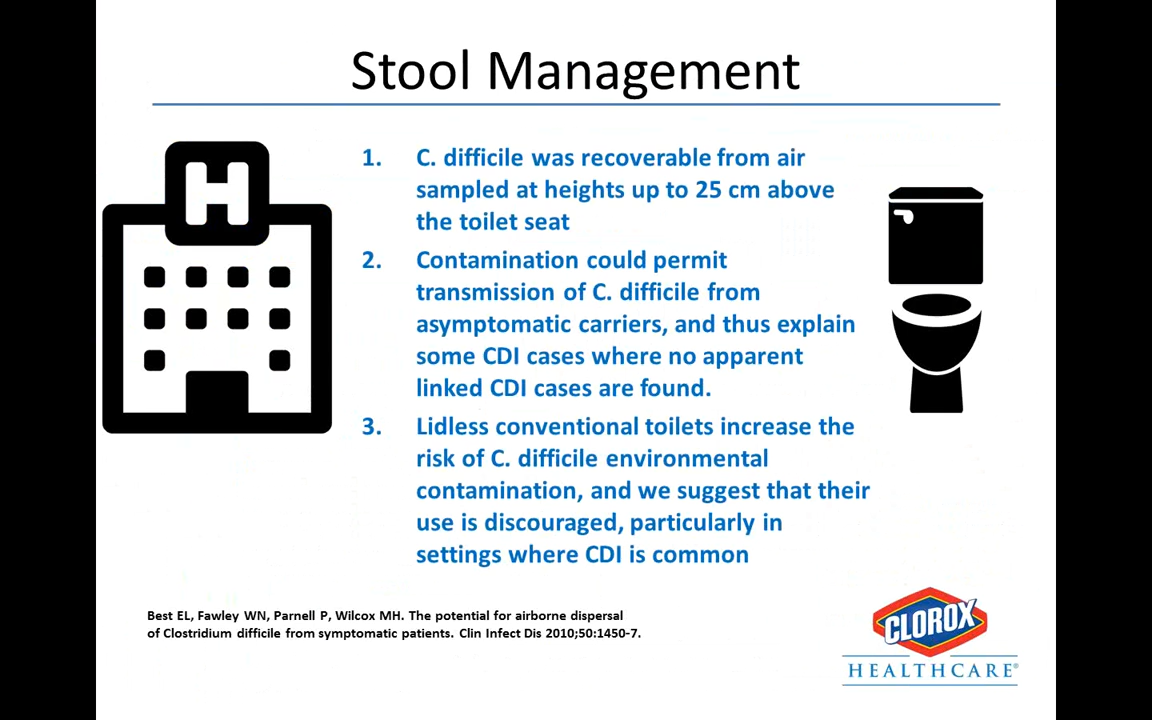 Stool Management
H
1. C. difficile was recoverable from air
sampled at heights up to 25 cm above
the toilet seat
2. Contamination could permit
transmission of C. difficile from
asymptomatic carriers, and thus explain
some CDI cases where no apparent
linked CDI cases are found.
3. Lidless conventional toilets increase the
risk of C. difficile environmental
contamination, and we suggest that their
use is discouraged, particularly in
settings where CDI is common
Best EL, Fawley WN, Parnell P, Wilcox MH. The potential for airborne dispersal
of Clostridium difficile from symptomatic patients. Clin Infect Dis 2010;50:1450-7.
CLOROX
HEALTHCARE®